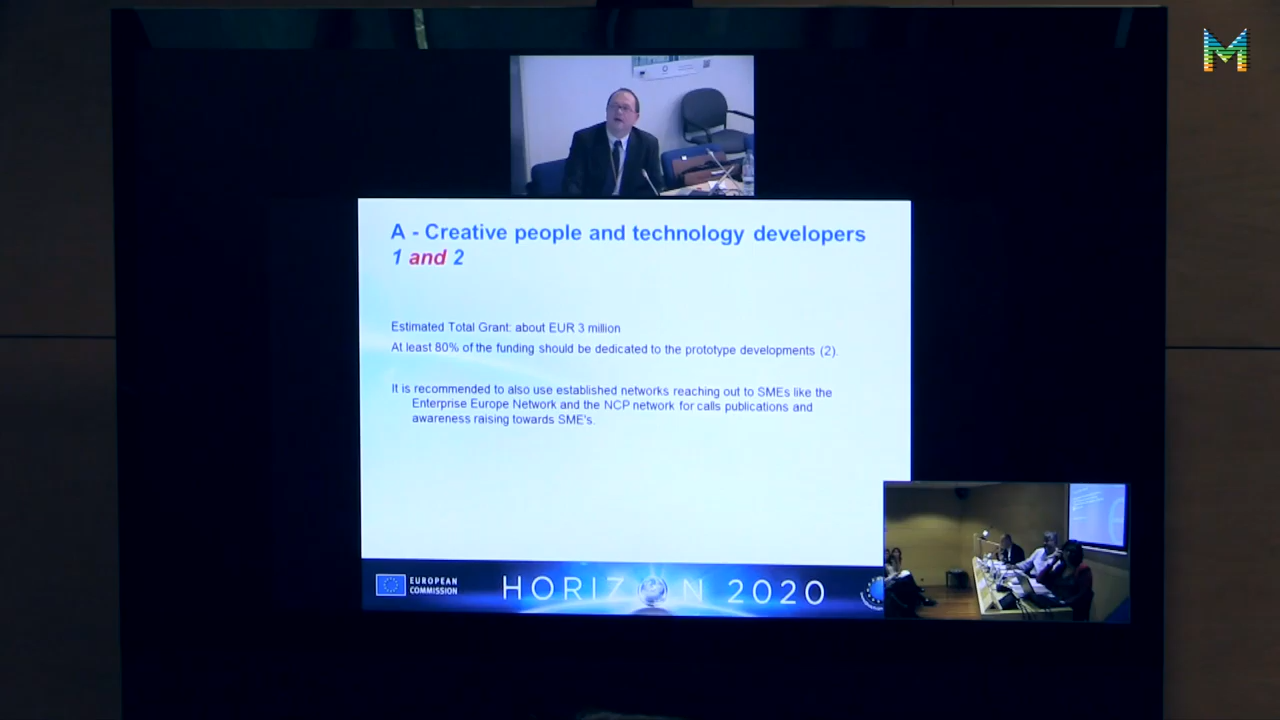 A - Creative people and technology developers
1 and 2
Estimated Total Grant: about EUR 3 million
At least 80% of the funding should be dedicated to the prototype developments (2).
It is recommended to also use established networks reaching out to SMEs like the
Enterprise Europe Network and the NCP network for calls publications and
awareness raising towards SME's.
EUROPEAN
COMMISSION
HORIZON 2020
M